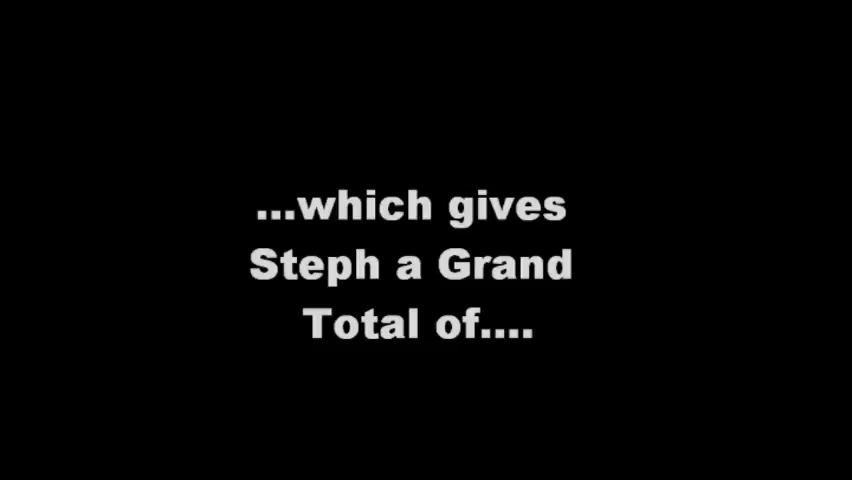 ...which gives
Steph a Grand
Total of....